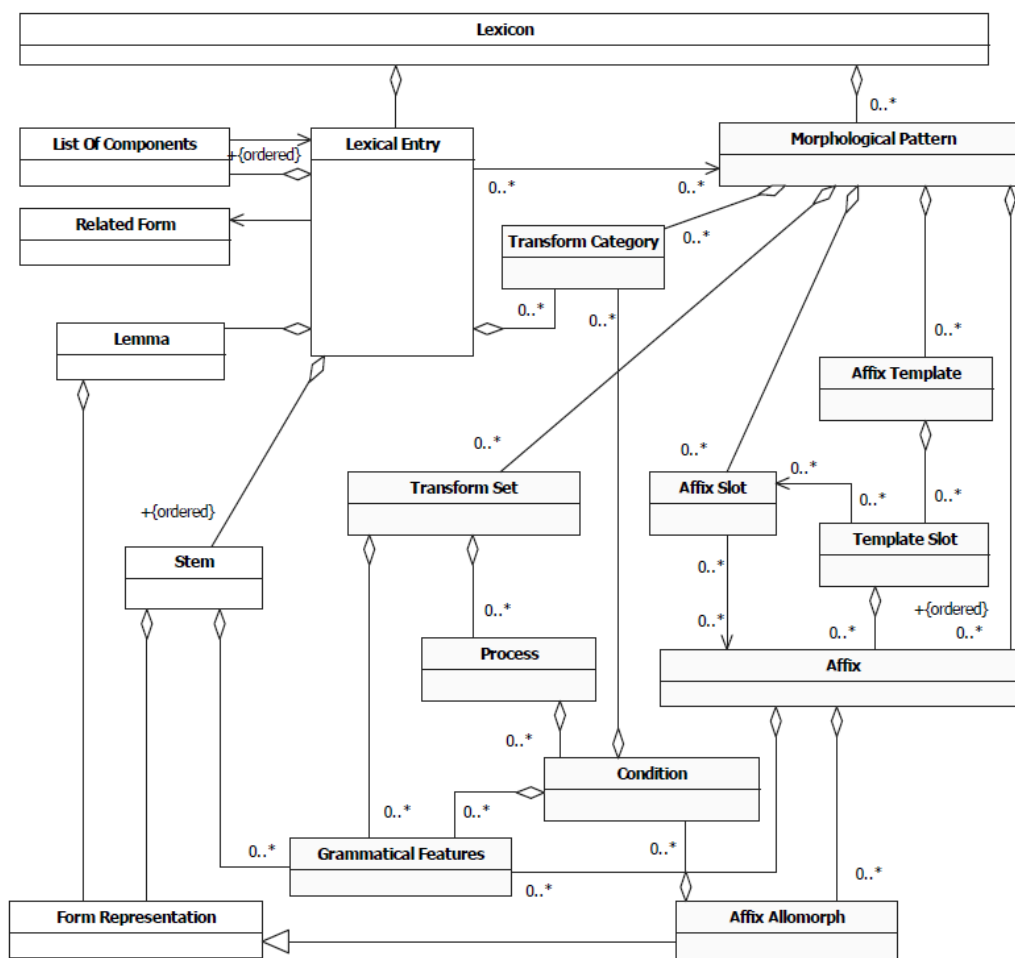 Lexicon
0..*
List Of Components
+{ordered}
Lexical Entry
Morphological Pattern
0..*
0..*
Related Form
Transform Category
0..*
0..*
0..*
Lemma
0..*
Affix Template
0..*
0..*
Transform Set
0..*
Affix Slot
0..*
0..*
0..*
+{ordered}
Template Slot
Stem
0..*
0..*
+{ordered}
0..*
0..*
0..*
Process
Affix
0..*
Condition
0..*
0..*
0..*
0..*
Grammatical Features
0..*
0..*
Form Representation
Affix Allomorph